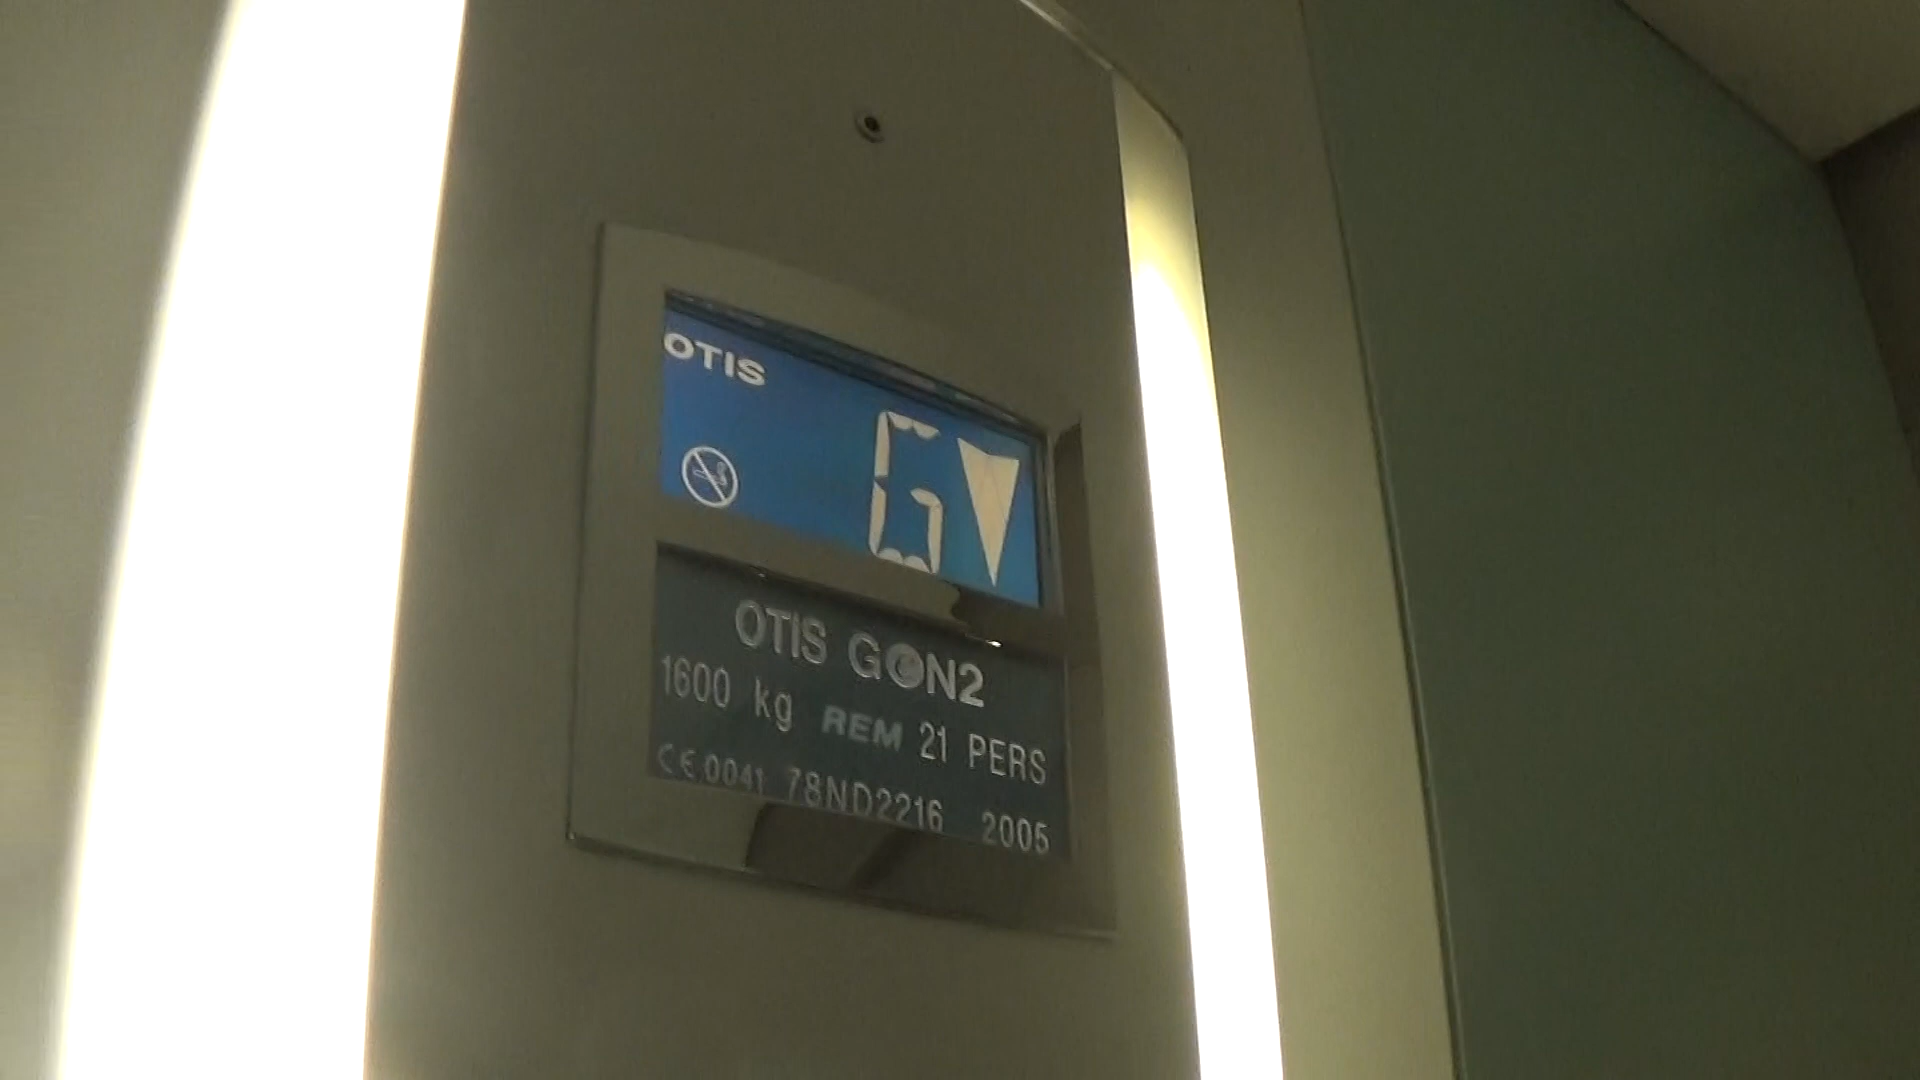 OTIS
G
OTIS GEN2
1600 kg REM 21 PERS
CE 0041 78ND2216 2005